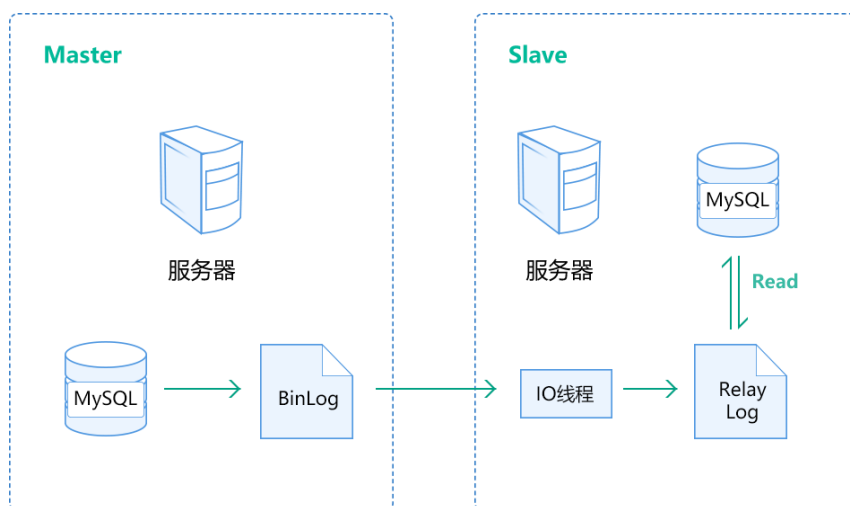 Master
Slave
服务器
服务器
MySQL
Read
MySQL
BinLog
IO线程
Relay
Log